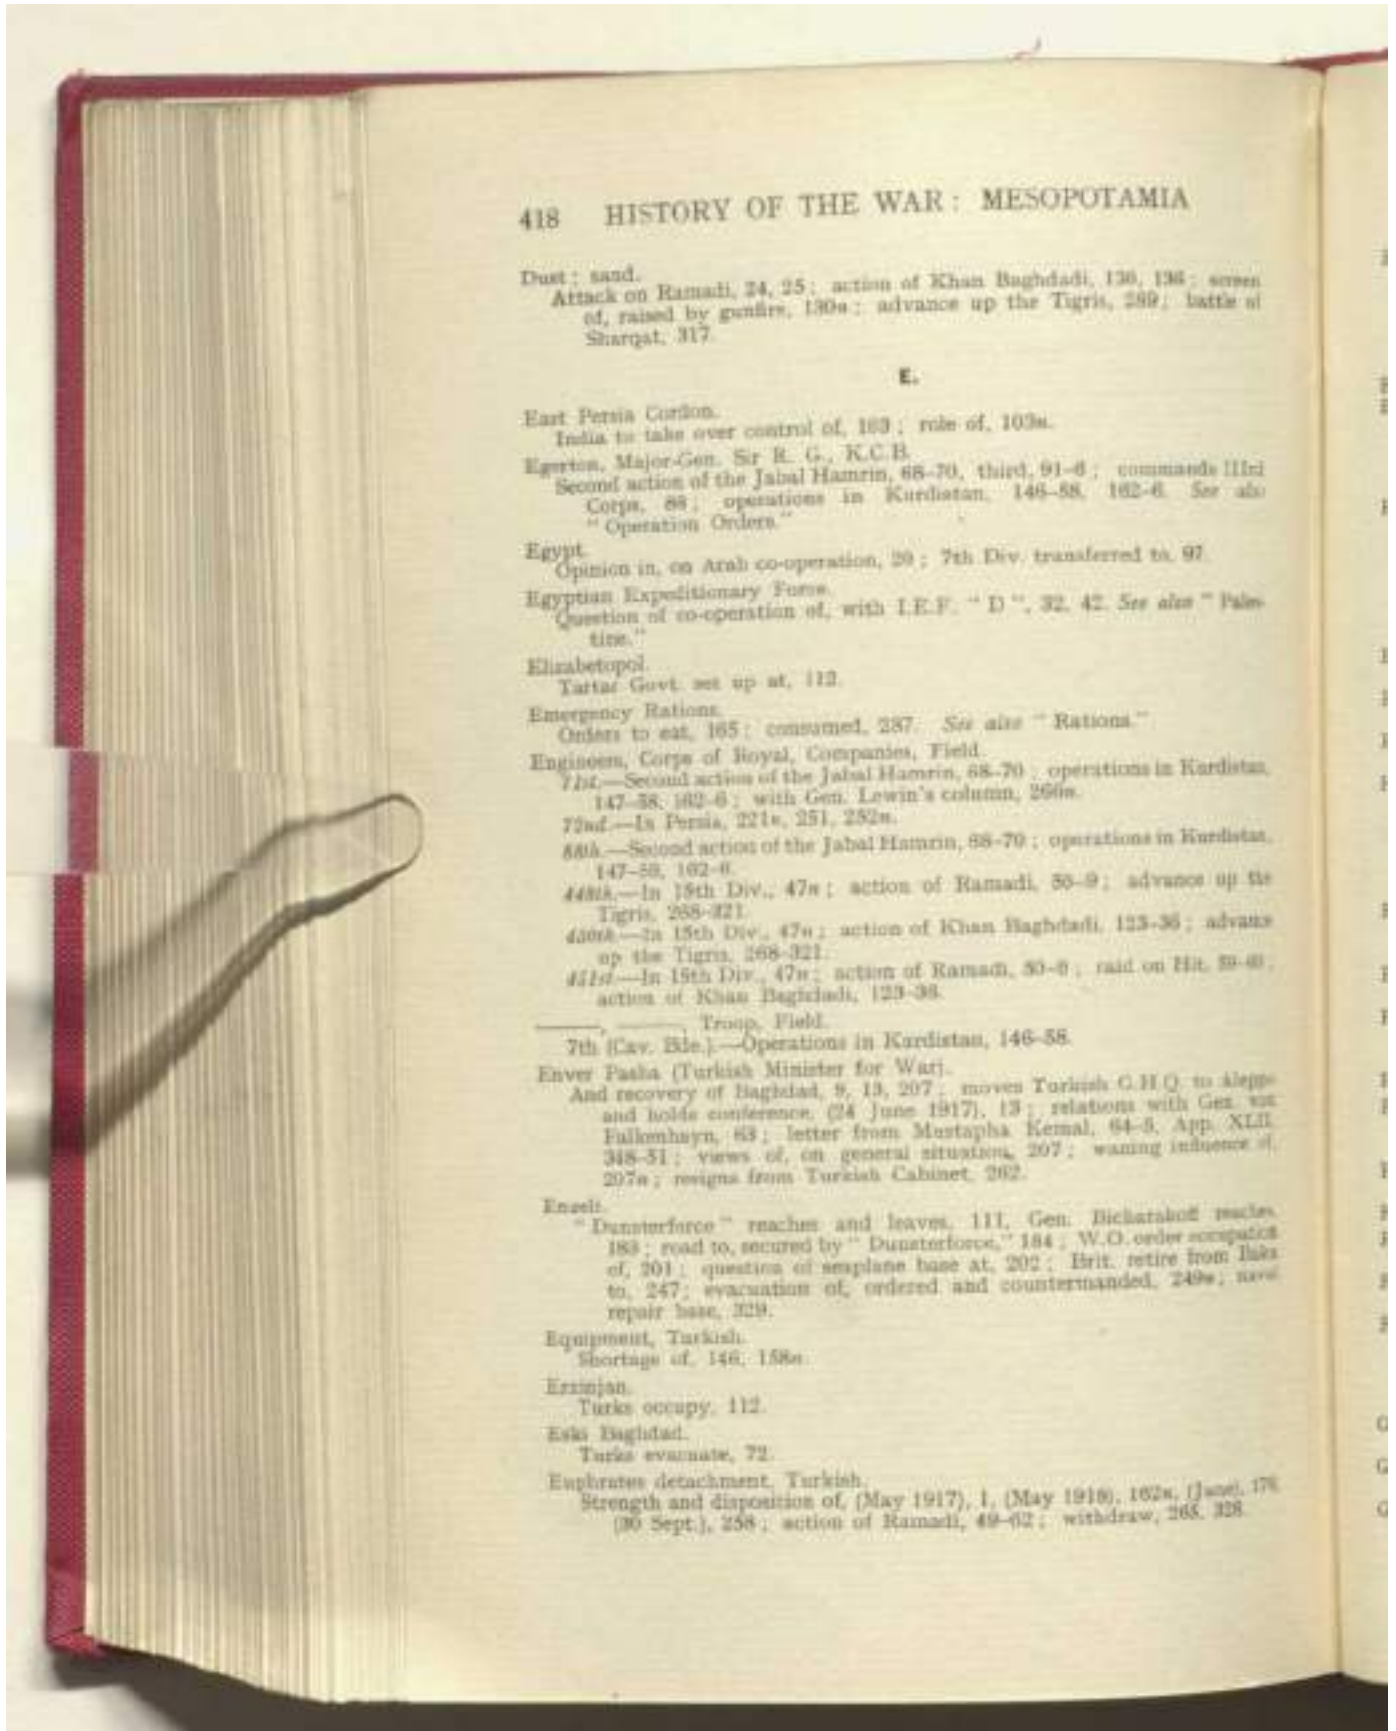 418 HISTORY OF THE WAR: MESOPOTAMIA
Dust; sand.
Attack on Ramadi, 24, 25; action of Khan Baghdadi, 130, 136; screen
of, raised by gunfire, 130n; advance up the Tigris, 289; battle of
Sharqat, 317.
E.
East Persia Cordon.
India to take over control of, 103; role of, 103n.
Egerton, Major-Gen. Sir R. G., K.C.B.
Second action of the Jabal Hamrin, 68–70, third, 91–6; commands IIIrd
Corps, 88; operations in Kurdistan, 146–58, 162–6. See also
"Operation Orders."
Egypt.
Opinion in, on Arab co-operation, 20; 7th Div. transferred to, 97.
Egyptian Expeditionary Force.
Question of co-operation of, with I.E.F. "D", 32, 42. See also "Pales-
tine."
Elizabetopol.
Tartar Govt. set up at, 112.
Emergency Rations.
Orders to eat, 165; consumed, 287. See also "Rations."
Engineers, Corps of Royal, Companies, Field.
71st.—Second action of the Jabal Hamrin, 68–70; operations in Kurdistan,
147–58, 162–6; with Gen. Lewin's column, 266n.
72nd.—In Persia, 221n, 251, 252n.
88th.—Second action of the Jabal Hamrin, 68–70; operations in Kurdistan,
147–58, 162–6.
448th.—In 15th Div., 47n; action of Ramadi, 50–9; advance up the
Tigris, 268–321.
450th.—In 15th Div., 47n; action of Khan Baghdadi, 123–36; advance
up the Tigris, 268–321.
451st.—In 15th Div., 47n; action of Ramadi, 50–9; raid on Hit, 59–60;
action of Khan Baghdadi, 123–36.
———, ———, Troop, Field.
7th (Cav. Bde.).—Operations in Kurdistan, 146–58.
Enver Pasha (Turkish Minister for War).
And recovery of Baghdad, 9, 13, 207; moves Turkish G.H.Q. to Aleppo
and holds conference, (24 June 1917), 13; relations with Gen. von
Falkenhayn, 63; letter from Mustapha Kemal, 64–5, App. XLII,
348–51; views of, on general situation, 207; waning influence of,
207n; resigns from Turkish Cabinet, 262.
Enzeli.
"Dunsterforce" reaches and leaves, 111, Gen. Bicharakoff reaches,
183; road to, secured by "Dunsterforce," 184; W.O. order occupation
of, 201; question of seaplane base at, 202; Brit. retire from Baku
to, 247; evacuation of, ordered and countermanded, 249n; naval
repair base, 329.
Equipment, Turkish.
Shortage of, 146, 158n.
Erzinjan.
Turks occupy, 112.
Eski Baghdad.
Turks evacuate, 72.
Euphrates detachment, Turkish.
Strength and disposition of, (May 1917), 1, (May 1918), 162n, (June), 176,
(30 Sept.), 258; action of Ramadi, 49–62; withdraw, 265, 328.